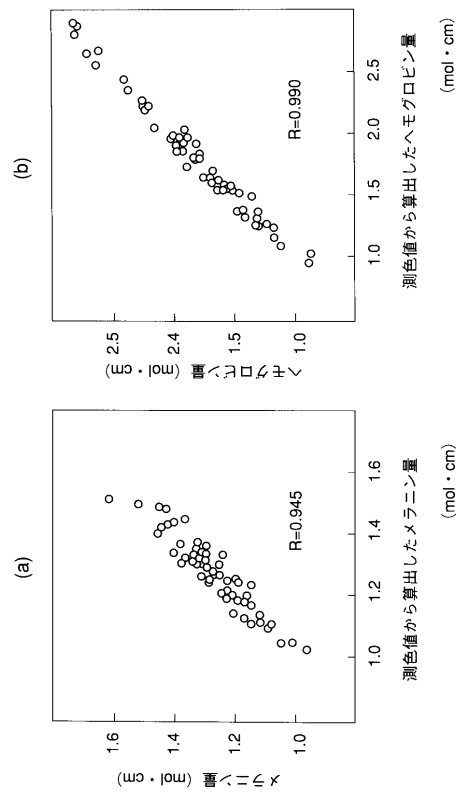 (a)
メラニン量 (mol・cm)
1.6
1.4
1.2
1.0
R=0.945
1.0
1.2
1.4
1.6
測色値から算出したメラニン量
(mol・cm)
(b)
ヘモグロビン量 (mol・cm)
2.5
2.4
1.5
1.0
R=0.990
1.0
1.5
2.0
2.5
測色値から算出したヘモグロビン量
(mol・cm)